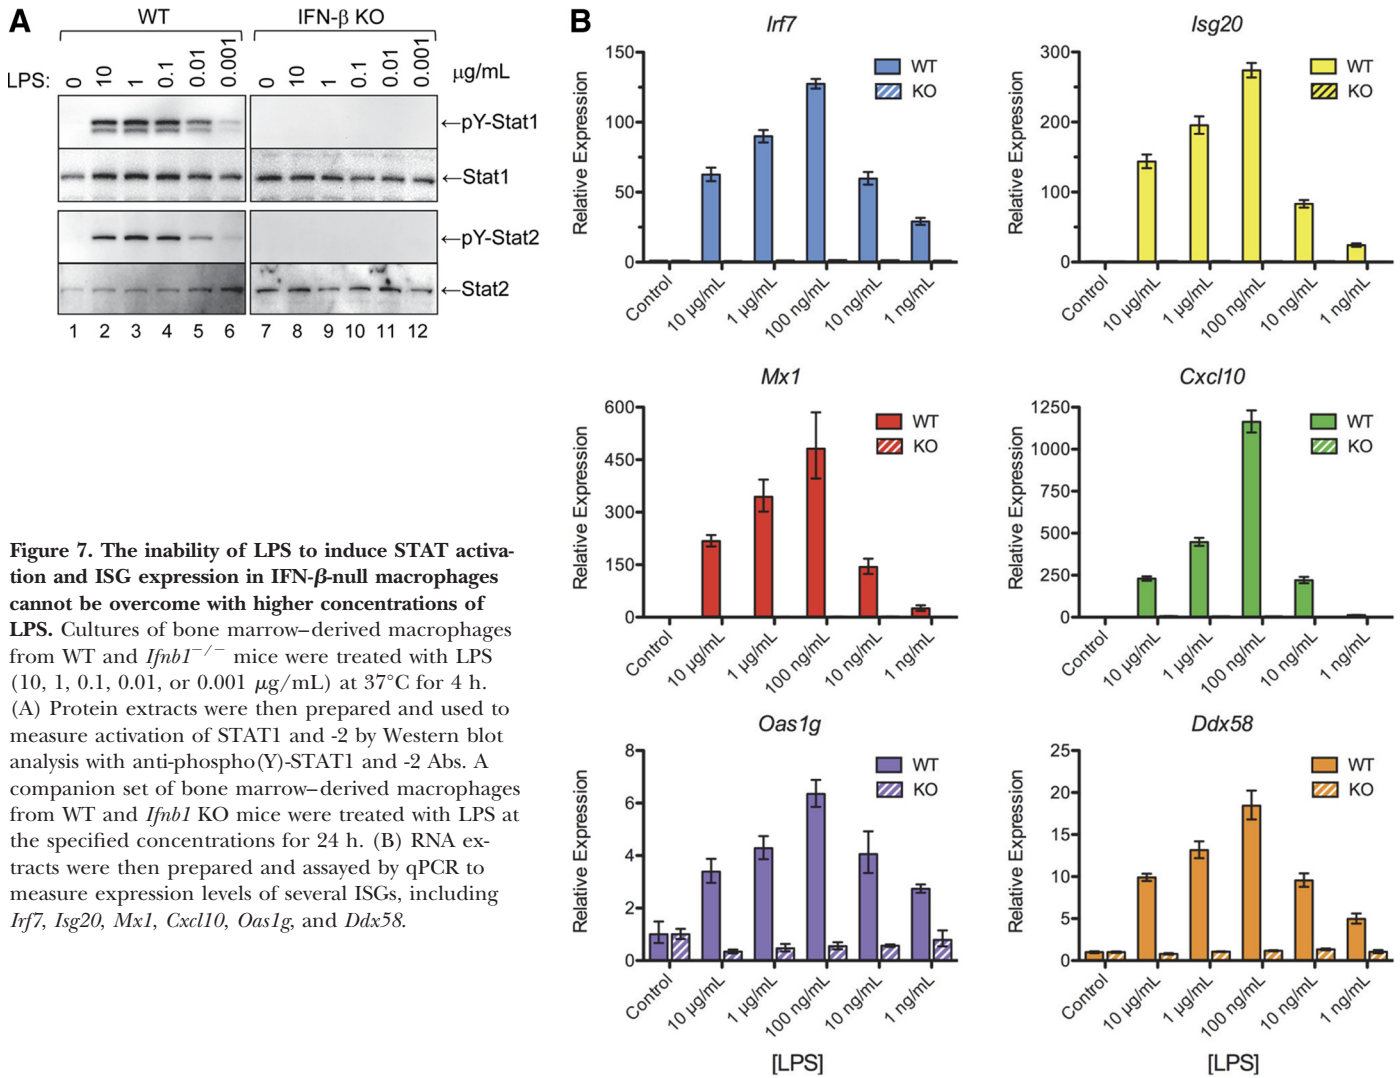 A
WT
IFN-β KO
LPS: 0 10 1 0.1 0.01 0.001 0 10 1 0.1 0.01 0.001 μg/mL
←pY-Stat1
←Stat1
←pY-Stat2
←Stat2
1 2 3 4 5 6 7 8 9 10 11 12
Figure 7. The inability of LPS to induce STAT activa-
tion and ISG expression in IFN-β-null macrophages
cannot be overcome with higher concentrations of
LPS. Cultures of bone marrow–derived macrophages
from WT and Ifnb1−/− mice were treated with LPS
(10, 1, 0.1, 0.01, or 0.001 μg/mL) at 37°C for 4 h.
(A) Protein extracts were then prepared and used to
measure activation of STAT1 and -2 by Western blot
analysis with anti-phospho(Y)-STAT1 and -2 Abs. A
companion set of bone marrow–derived macrophages
from WT and Ifnb1 KO mice were treated with LPS at
the specified concentrations for 24 h. (B) RNA ex-
tracts were then prepared and assayed by qPCR to
measure expression levels of several ISGs, including
Irf7, Isg20, Mx1, Cxcl10, Oas1g, and Ddx58.
B
Irf7
Relative Expression
150
100
50
0
WT
KO
Control 10 μg/mL 1 μg/mL 100 ng/mL 10 ng/mL 1 ng/mL
Isg20
Relative Expression
300
200
100
0
WT
KO
Control 10 μg/mL 1 μg/mL 100 ng/mL 10 ng/mL 1 ng/mL
Mx1
Relative Expression
600
450
300
150
0
WT
KO
Control 10 μg/mL 1 μg/mL 100 ng/mL 10 ng/mL 1 ng/mL
Cxcl10
Relative Expression
1250
1000
750
500
250
0
WT
KO
Control 10 μg/mL 1 μg/mL 100 ng/mL 10 ng/mL 1 ng/mL
Oas1g
Relative Expression
8
6
4
2
0
WT
KO
Control 10 μg/mL 1 μg/mL 100 ng/mL 10 ng/mL 1 ng/mL
[LPS]
Ddx58
Relative Expression
25
20
15
10
5
0
WT
KO
Control 10 μg/mL 1 μg/mL 100 ng/mL 10 ng/mL 1 ng/mL
[LPS]